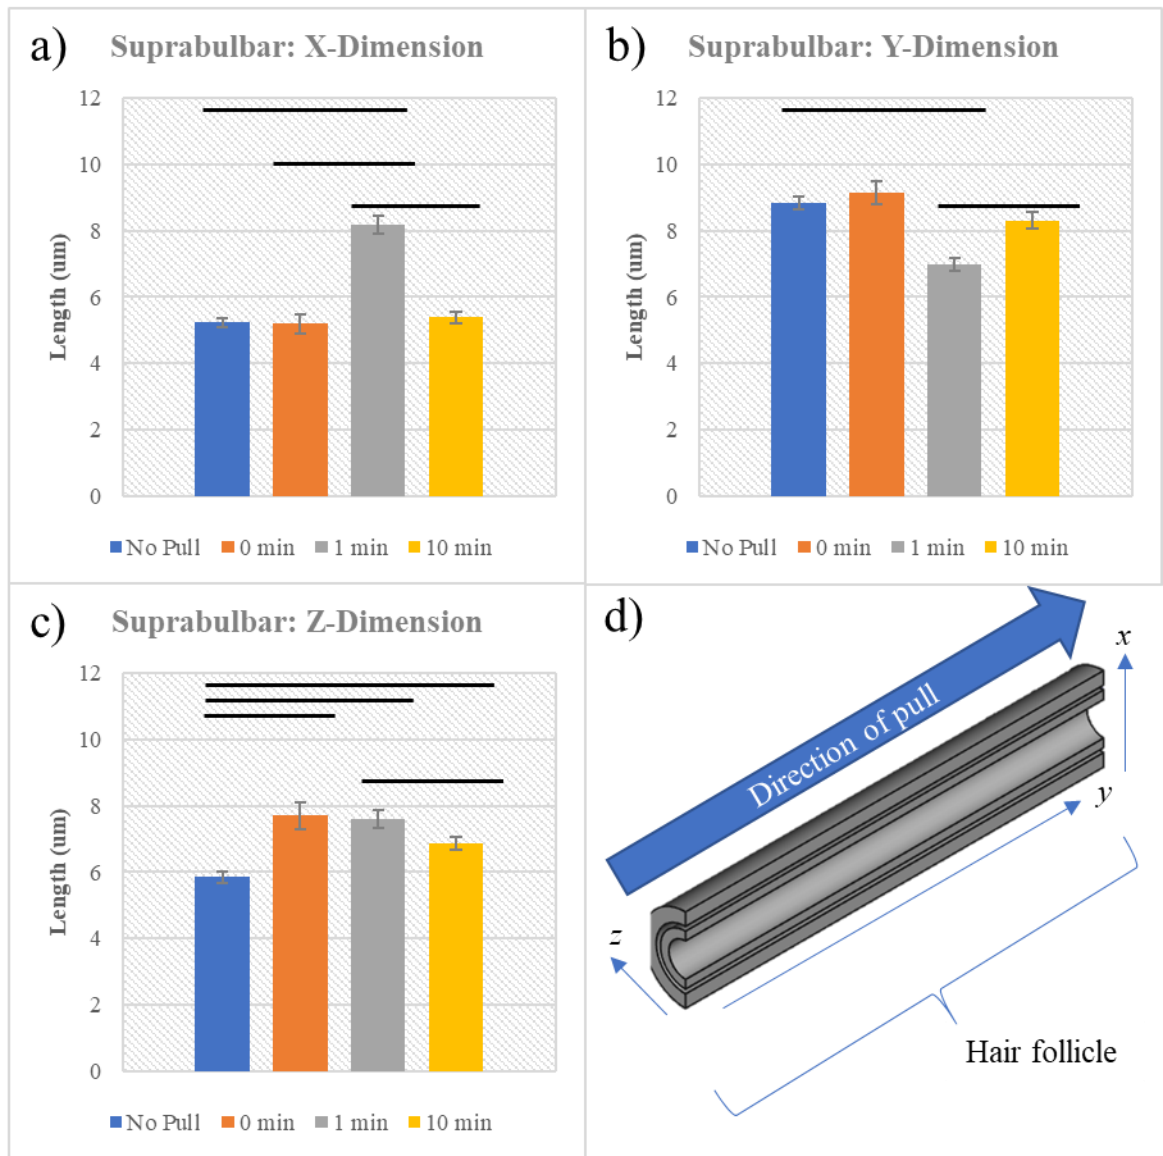 a) Suprabulbar: X-Dimension
Length (um)
12
10
8
6
4
2
0
No Pull 0 min 1 min 10 min
b) Suprabulbar: Y-Dimension
Length (um)
12
10
8
6
4
2
0
No Pull 0 min 1 min 10 min
c) Suprabulbar: Z-Dimension
Length (um)
12
10
8
6
4
2
0
No Pull 0 min 1 min 10 min
d)
Direction of pull
x
y
z
Hair follicle